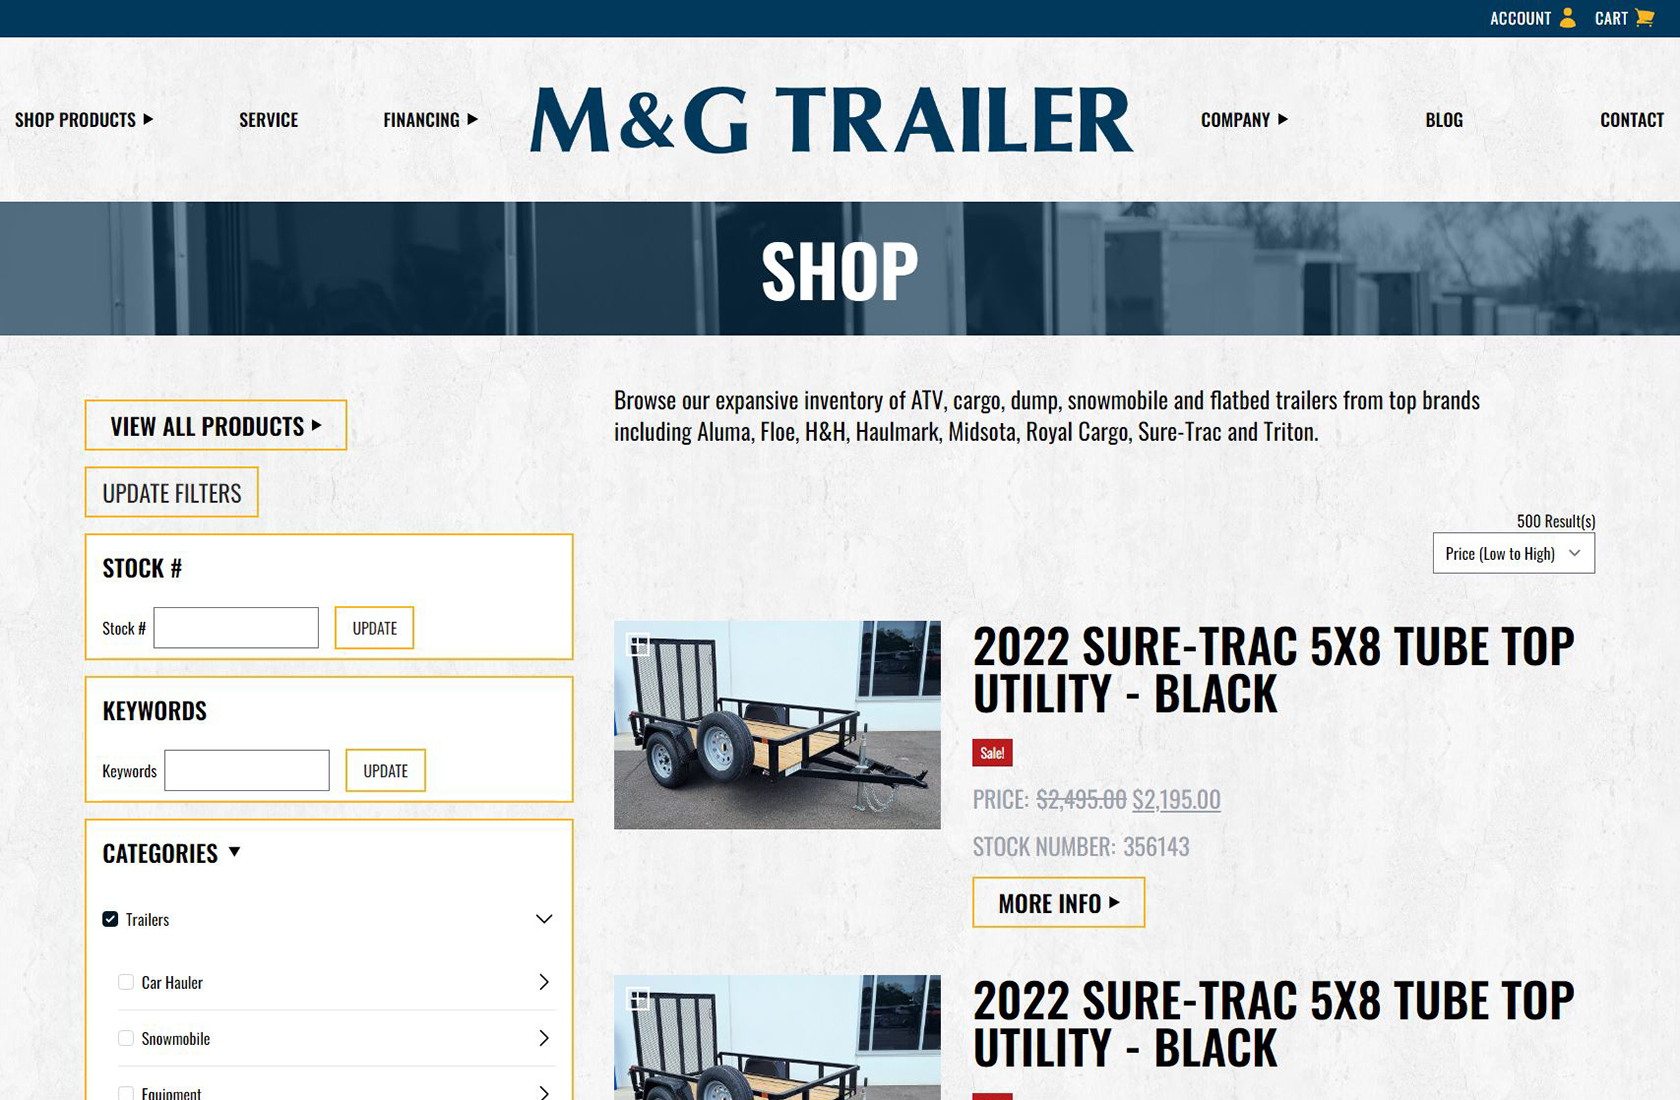 ACCOUNT CART
SHOP PRODUCTS SERVICE FINANCING M&G TRAILER COMPANY BLOG CONTACT
SHOP
VIEW ALL PRODUCTS
UPDATE FILTERS
STOCK #
Stock # UPDATE
KEYWORDS
Keywords UPDATE
CATEGORIES
Trailers
Car Hauler
Snowmobile
Equipment
Browse our expansive inventory of ATV, cargo, dump, snowmobile and flatbed trailers from top brands
including Aluma, Floe, H&H, Haulmark, Midsota, Royal Cargo, Sure-Trac and Triton.
500 Result(s)
Price (Low to High)
2022 SURE-TRAC 5X8 TUBE TOP
UTILITY - BLACK
Sale!
PRICE: $2,495.00 $2,195.00
STOCK NUMBER: 356143
MORE INFO
2022 SURE-TRAC 5X8 TUBE TOP
UTILITY - BLACK